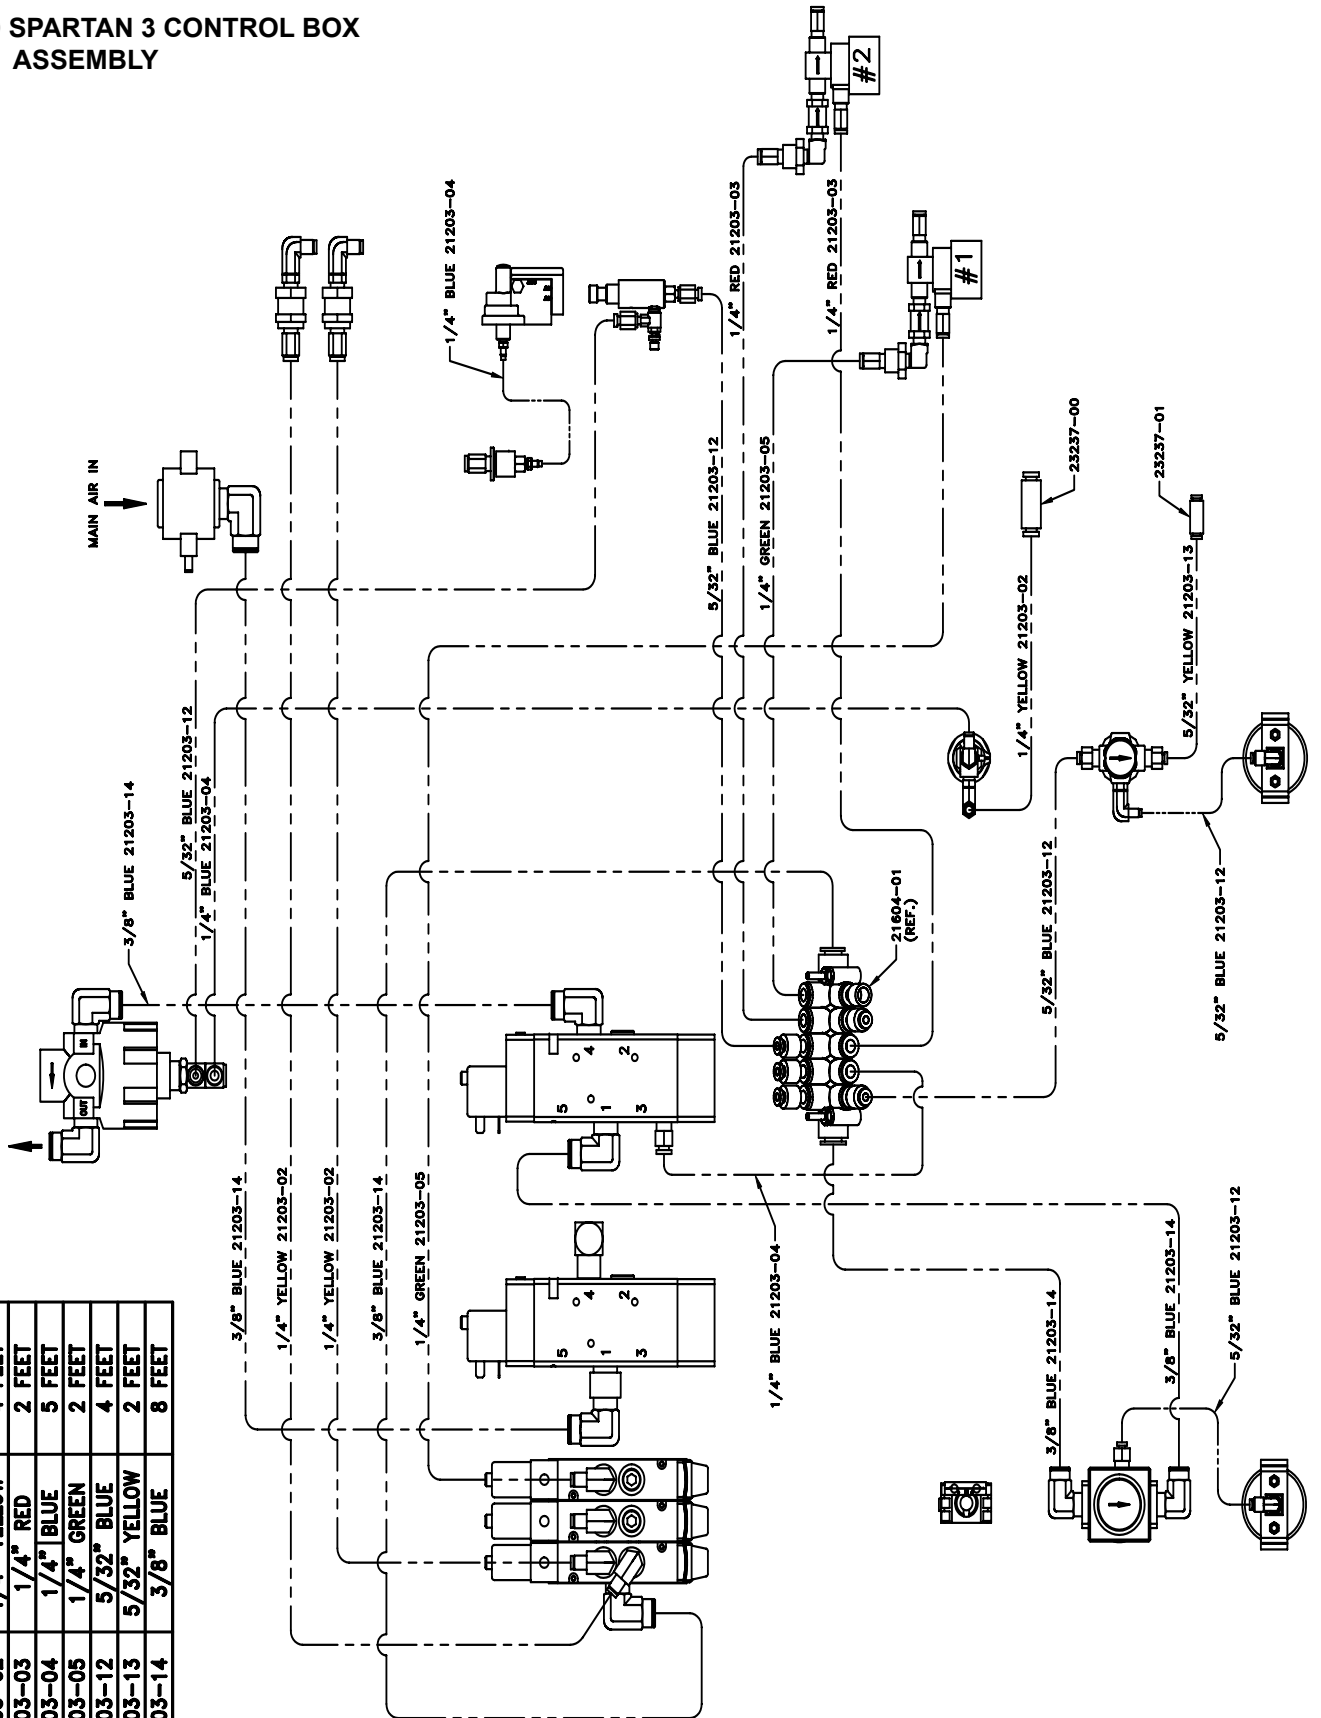 SPARTAN 3 CONTROL BOX
ASSEMBLY
MAIN AIR IN
#2
#1
1/4" BLUE 21203-04
1/4" RED 21203-03
1/4" RED 21203-03
5/32" BLUE 21203-12
1/4" GREEN 21203-05
23237-00
23237-01
1/4" YELLOW 21203-02
5/32" YELLOW 21203-13
3/8" BLUE 21203-14
5/32" BLUE 21203-12
1/4" BLUE 21203-04
IN
OUT
21604-01
(REF.)
5/32" BLUE 21203-12
5/32" BLUE 21203-12
5 4
1 2
3
5 4
1 2
3
3/8" BLUE 21203-14
1/4" YELLOW 21203-02
1/4" YELLOW 21203-02
3/8" BLUE 21203-14
1/4" GREEN 21203-05
1/4" BLUE 21203-04
3/8" BLUE 21203-14
3/8" BLUE 21203-14
5/32" BLUE 21203-12
03-03 1/4" RED 2 FEET
03-04 1/4" BLUE 5 FEET
03-05 1/4" GREEN 2 FEET
03-12 5/32" BLUE 4 FEET
03-13 5/32" YELLOW 2 FEET
03-14 3/8" BLUE 8 FEET